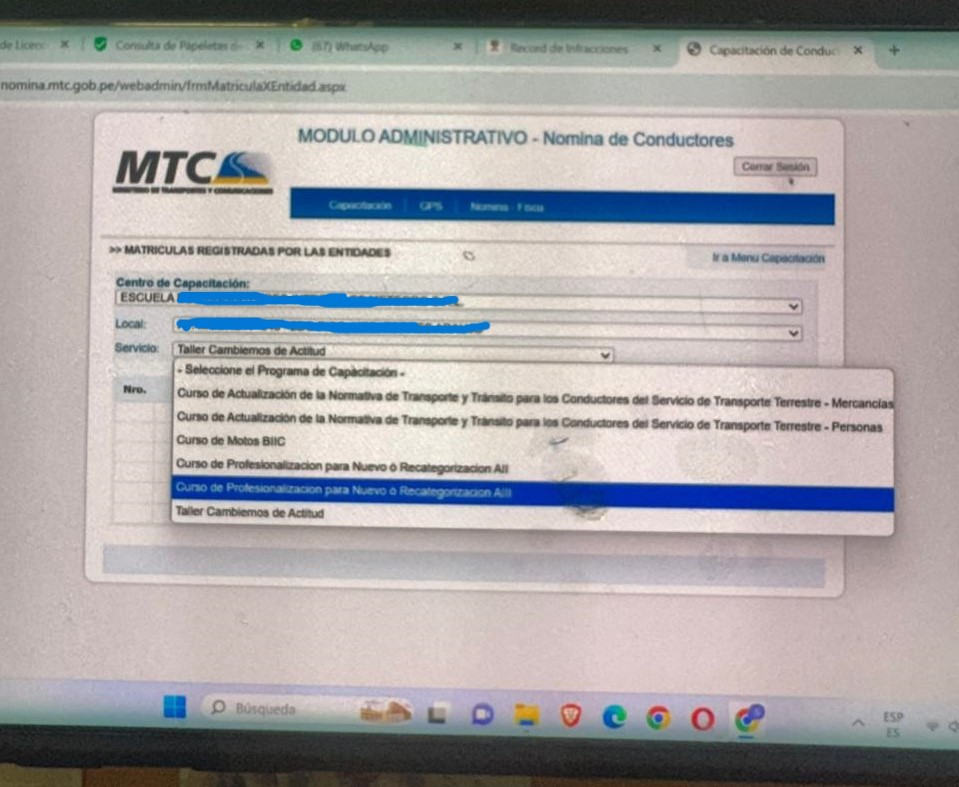 de Licenc
Consulta de Papeletas de
(67) WhatsApp
Record de Infracciones
Capacitación de Conduc
nomina.mtc.gob.pe/webadmin/frmMatriculaXEntidad.aspx
MODULO ADMINISTRATIVO - Nomina de Conductores
MTC
MINISTERIO DE TRANSPORTES Y COMUNICACIONES
Cerrar Sesión
Capacitación GPS Nomina - Fisca
>> MATRICULAS REGISTRADAS POR LAS ENTIDADES
Ir a Menu Capacitación
Centro de Capacitación:
ESCUELA
Local:
Servicio: Taller Cambiemos de Actitud
- Seleccione el Programa de Capacitación -
Nro.
Curso de Actualización de la Normativa de Transporte y Tránsito para los Conductores del Servicio de Transporte Terrestre - Mercancias
Curso de Actualización de la Normativa de Transporte y Tránsito para los Conductores del Servicio de Transporte Terrestre - Personas
Curso de Motos BIIC
Curso de Profesionalizacion para Nuevo ó Recategorizacion AII
Curso de Profesionalizacion para Nuevo ó Recategorizacion AIII
Taller Cambiemos de Actitud
Búsqueda
ESP
ES